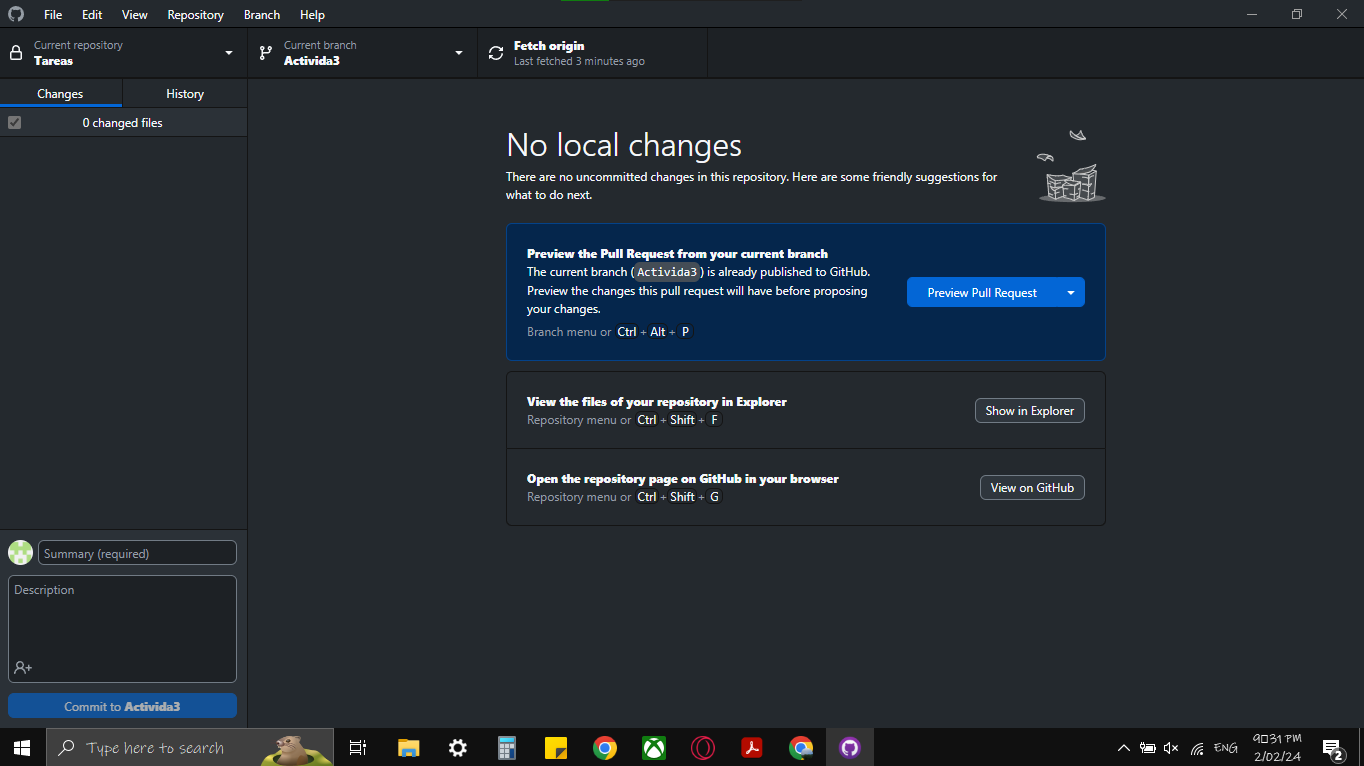 File Edit View Repository Branch Help
Current repository
Tareas
Current branch
Activida3
Fetch origin
Last fetched 3 minutes ago
Changes History
0 changed files
No local changes
There are no uncommitted changes in this repository. Here are some friendly suggestions for
what to do next.
Preview the Pull Request from your current branch
The current branch ( Activida3 ) is already published to GitHub.
Preview the changes this pull request will have before proposing
your changes.
Branch menu or Ctrl + Alt + P
Preview Pull Request
View the files of your repository in Explorer
Repository menu or Ctrl + Shift + F
Show in Explorer
Open the repository page on GitHub in your browser
Repository menu or Ctrl + Shift + G
View on GitHub
Summary (required)
Description
Commit to Activida3
Type here to search
ENG
9□31 PM
2/02/24
2